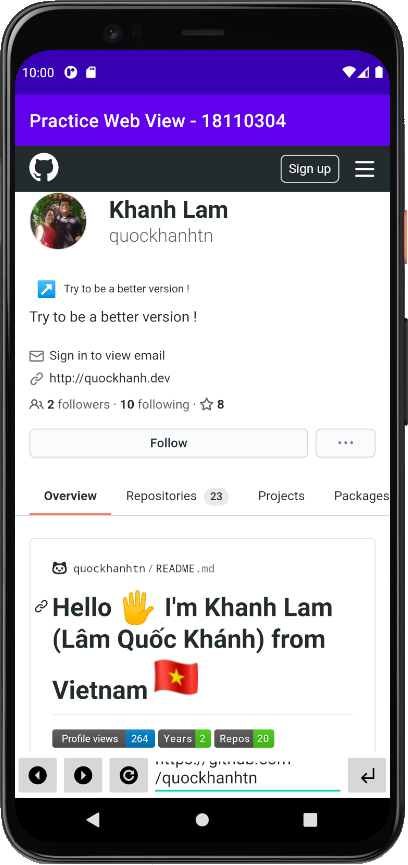 10:00
Practice Web View - 18110304
Sign up
Khanh Lam
quockhanhtn
Try to be a better version !
Try to be a better version !
Sign in to view email
http://quockhanh.dev
2 followers · 10 following · 8
Follow
Overview Repositories 23 Projects Packages
quockhanhtn / README.md
Hello 🖐 I'm Khanh Lam
(Lâm Quốc Khánh) from
Vietnam 🇻🇳
Profile views 264 Years 2 Repos 20
https://github.com
/quockhanhtn